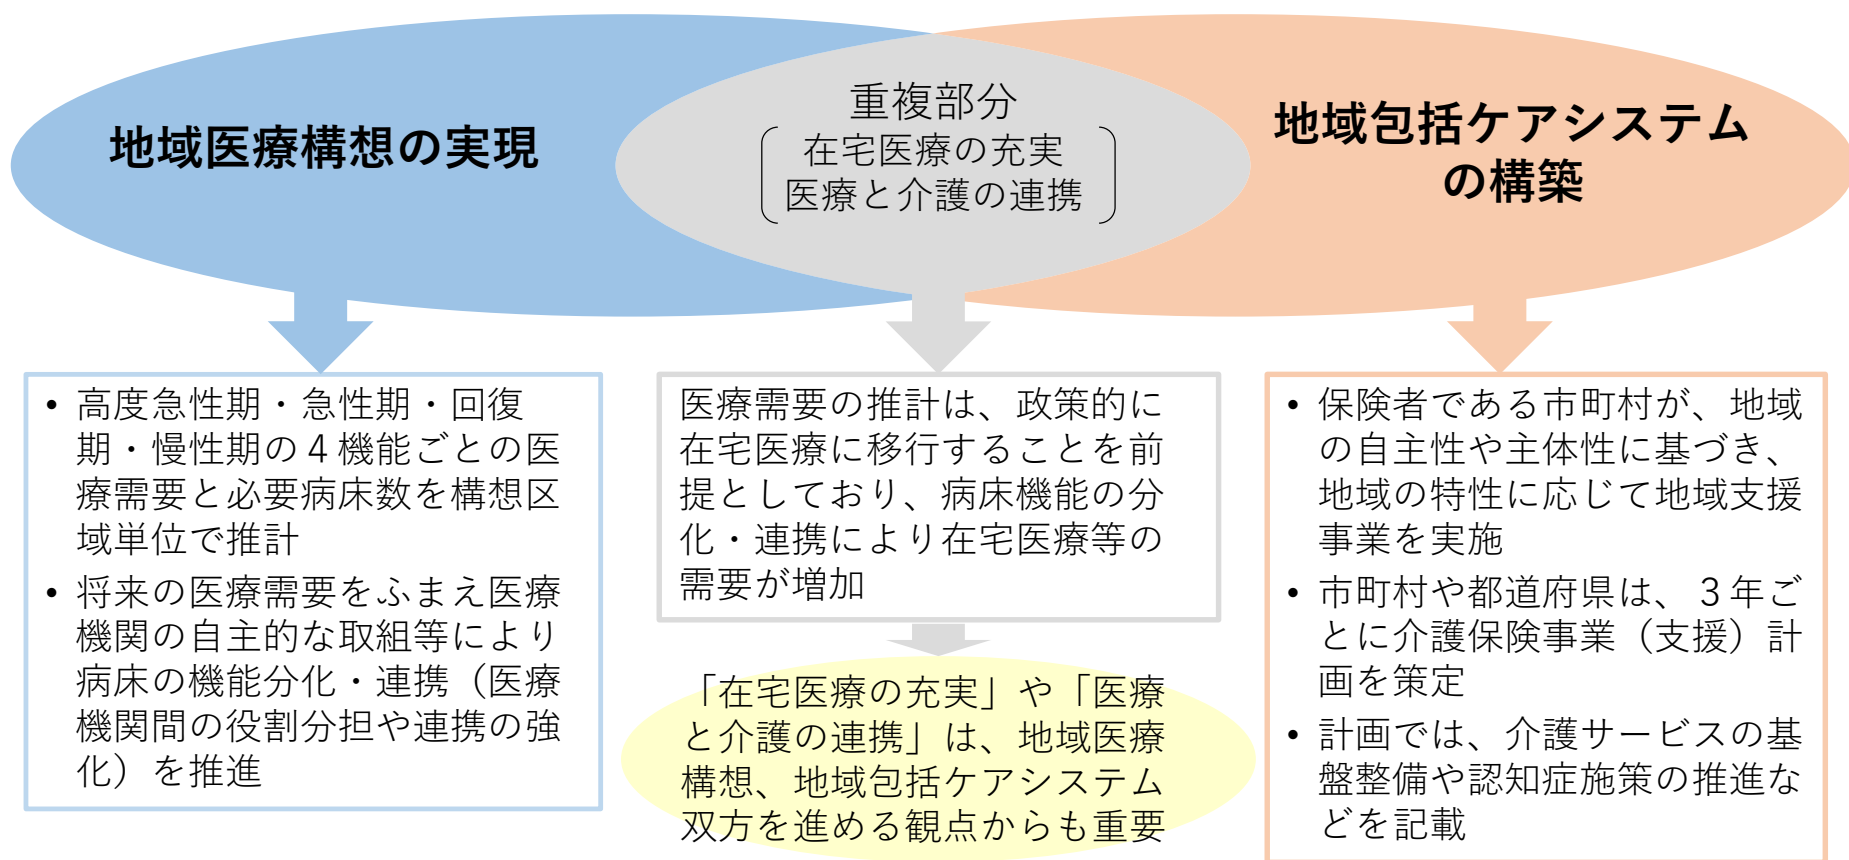 地域医療構想の実現
重複部分
在宅医療の充実
医療と介護の連携
地域包括ケアシステム
の構築
• 高度急性期・急性期・回復
期・慢性期の４機能ごとの医
療需要と必要病床数を構想区
域単位で推計
• 将来の医療需要をふまえ医療
機関の自主的な取組等により
病床の機能分化・連携（医療
機関間の役割分担や連携の強
化）を推進
医療需要の推計は、政策的に
在宅医療に移行することを前
提としており、病床機能の分
化・連携により在宅医療等の
需要が増加
「在宅医療の充実」や「医療
と介護の連携」は、地域医療
構想、地域包括ケアシステム
双方を進める観点からも重要
• 保険者である市町村が、地域
の自主性や主体性に基づき、
地域の特性に応じて地域支援
事業を実施
• 市町村や都道府県は、３年ご
とに介護保険事業（支援）計
画を策定
• 計画では、介護サービスの基
盤整備や認知症施策の推進な
どを記載